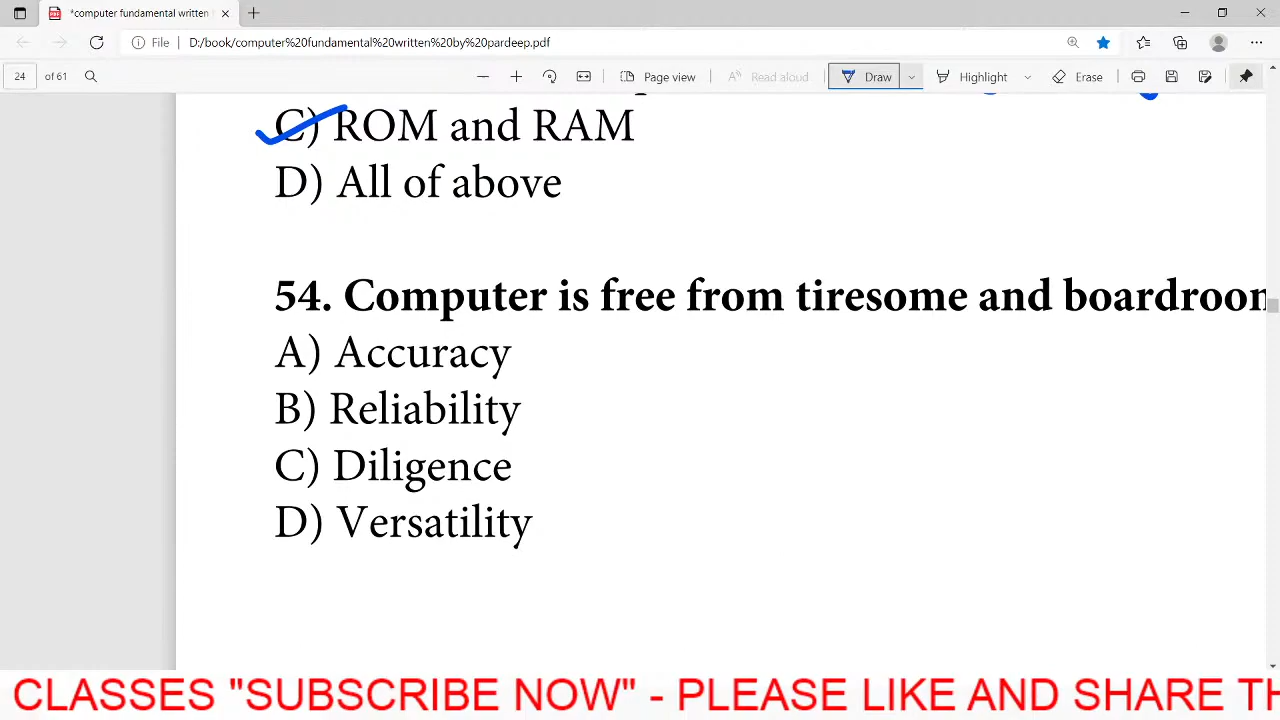 *computer fundamental written
File
D:/book/computer%20fundamental%20written%20by%20pardeep.pdf
24 of 61
Page view
Read aloud
Draw
Highlight
Erase
C) ROM and RAM
D) All of above
54. Computer is free from tiresome and boardroom
A) Accuracy
B) Reliability
C) Diligence
D) Versatility
CLASSES "SUBSCRIBE NOW" - PLEASE LIKE AND SHARE TH